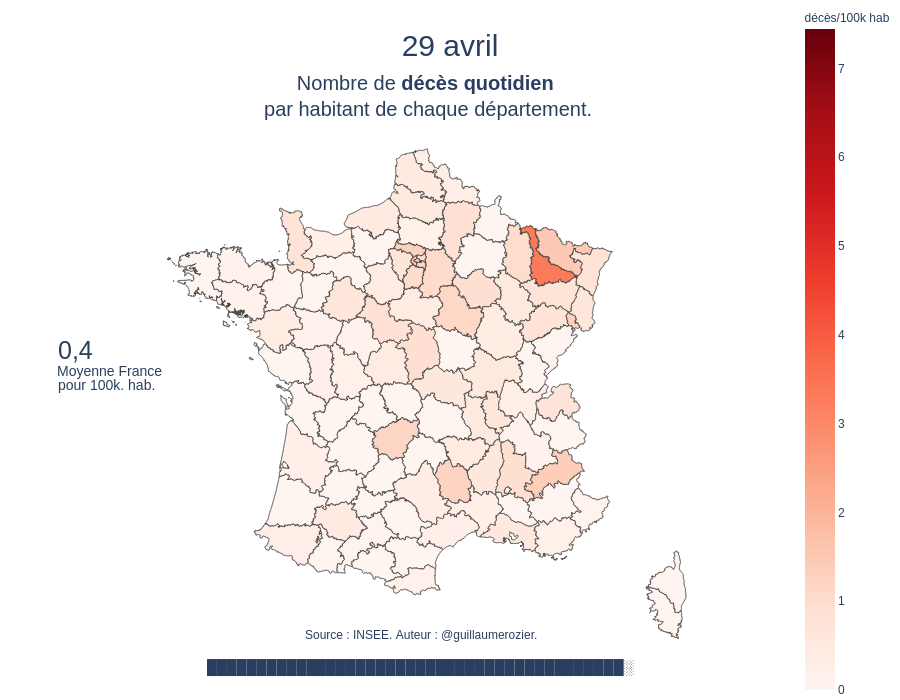 décès/100k hab
29 avril
Nombre de décès quotidien
par habitant de chaque département.
7
6
5
4
3
2
1
0
0,4
Moyenne France
pour 100k. hab.
Source : INSEE. Auteur : @guillaumerozier.